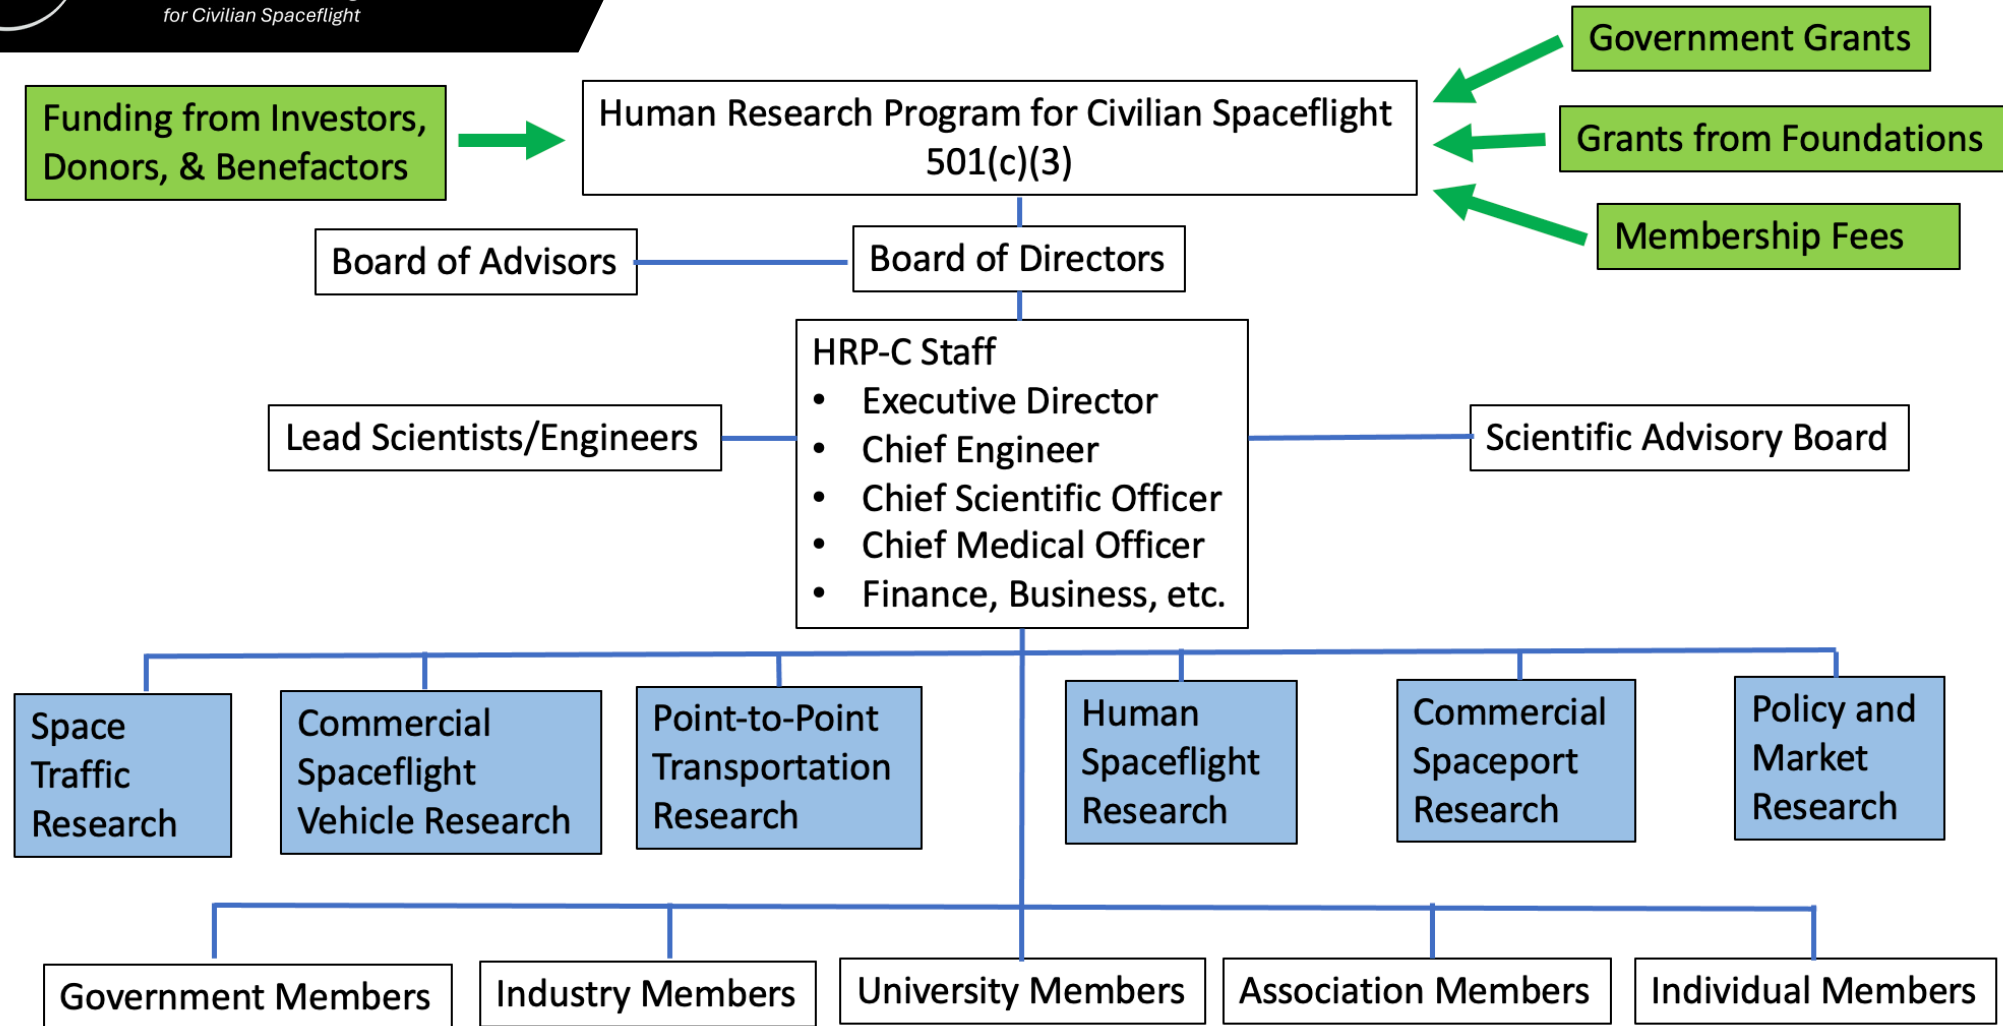 for Civilian Spaceflight
Government Grants
Funding from Investors,
Donors, & Benefactors
Human Research Program for Civilian Spaceflight
501(c)(3)
Grants from Foundations
Membership Fees
Board of Advisors
Board of Directors
HRP-C Staff
• Executive Director
• Chief Engineer
• Chief Scientific Officer
• Chief Medical Officer
• Finance, Business, etc.
Lead Scientists/Engineers
Scientific Advisory Board
Space
Traffic
Research
Commercial
Spaceflight
Vehicle Research
Point-to-Point
Transportation
Research
Human
Spaceflight
Research
Commercial
Spaceport
Research
Policy and
Market
Research
Government Members
Industry Members
University Members
Association Members
Individual Members